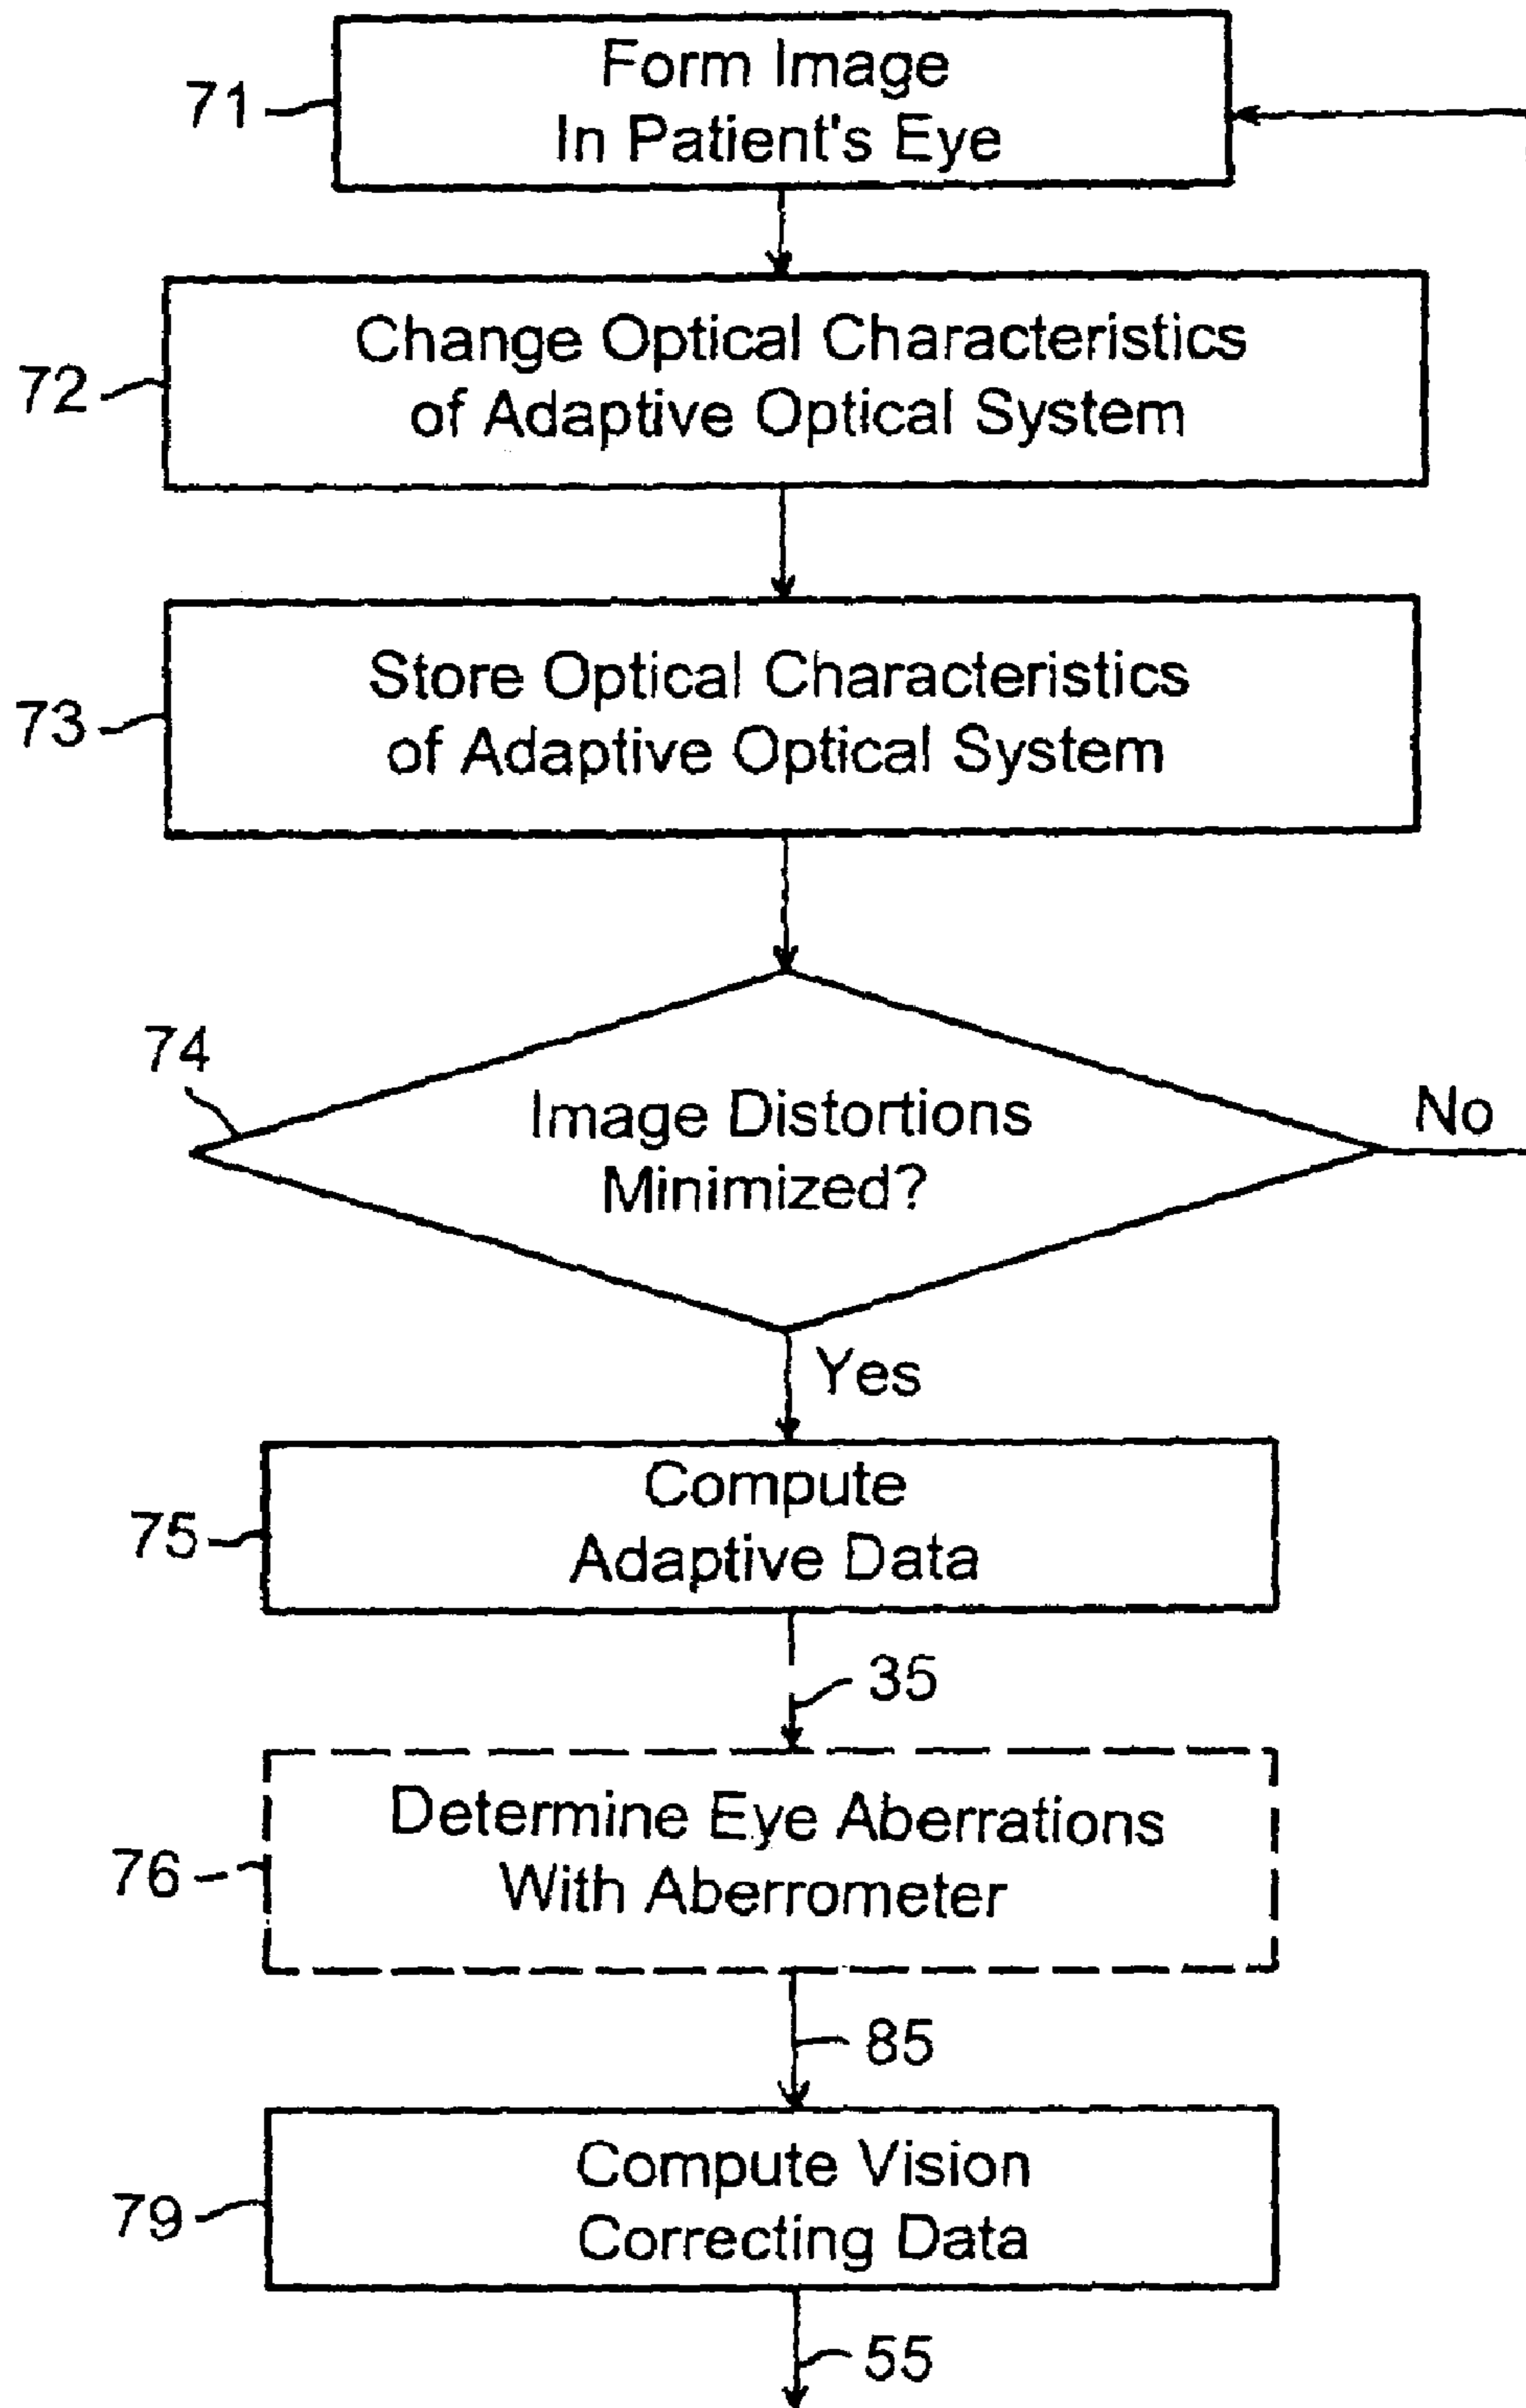 71
Form Image
In Patient's Eye
72
Change Optical Characteristics
of Adaptive Optical System
73
Store Optical Characteristics
of Adaptive Optical System
74
Image Distortions
Minimized?
No
Yes
75
Compute
Adaptive Data
35
76
Determine Eye Aberrations
With Aberrometer
85
79
Compute Vision
Correcting Data
55